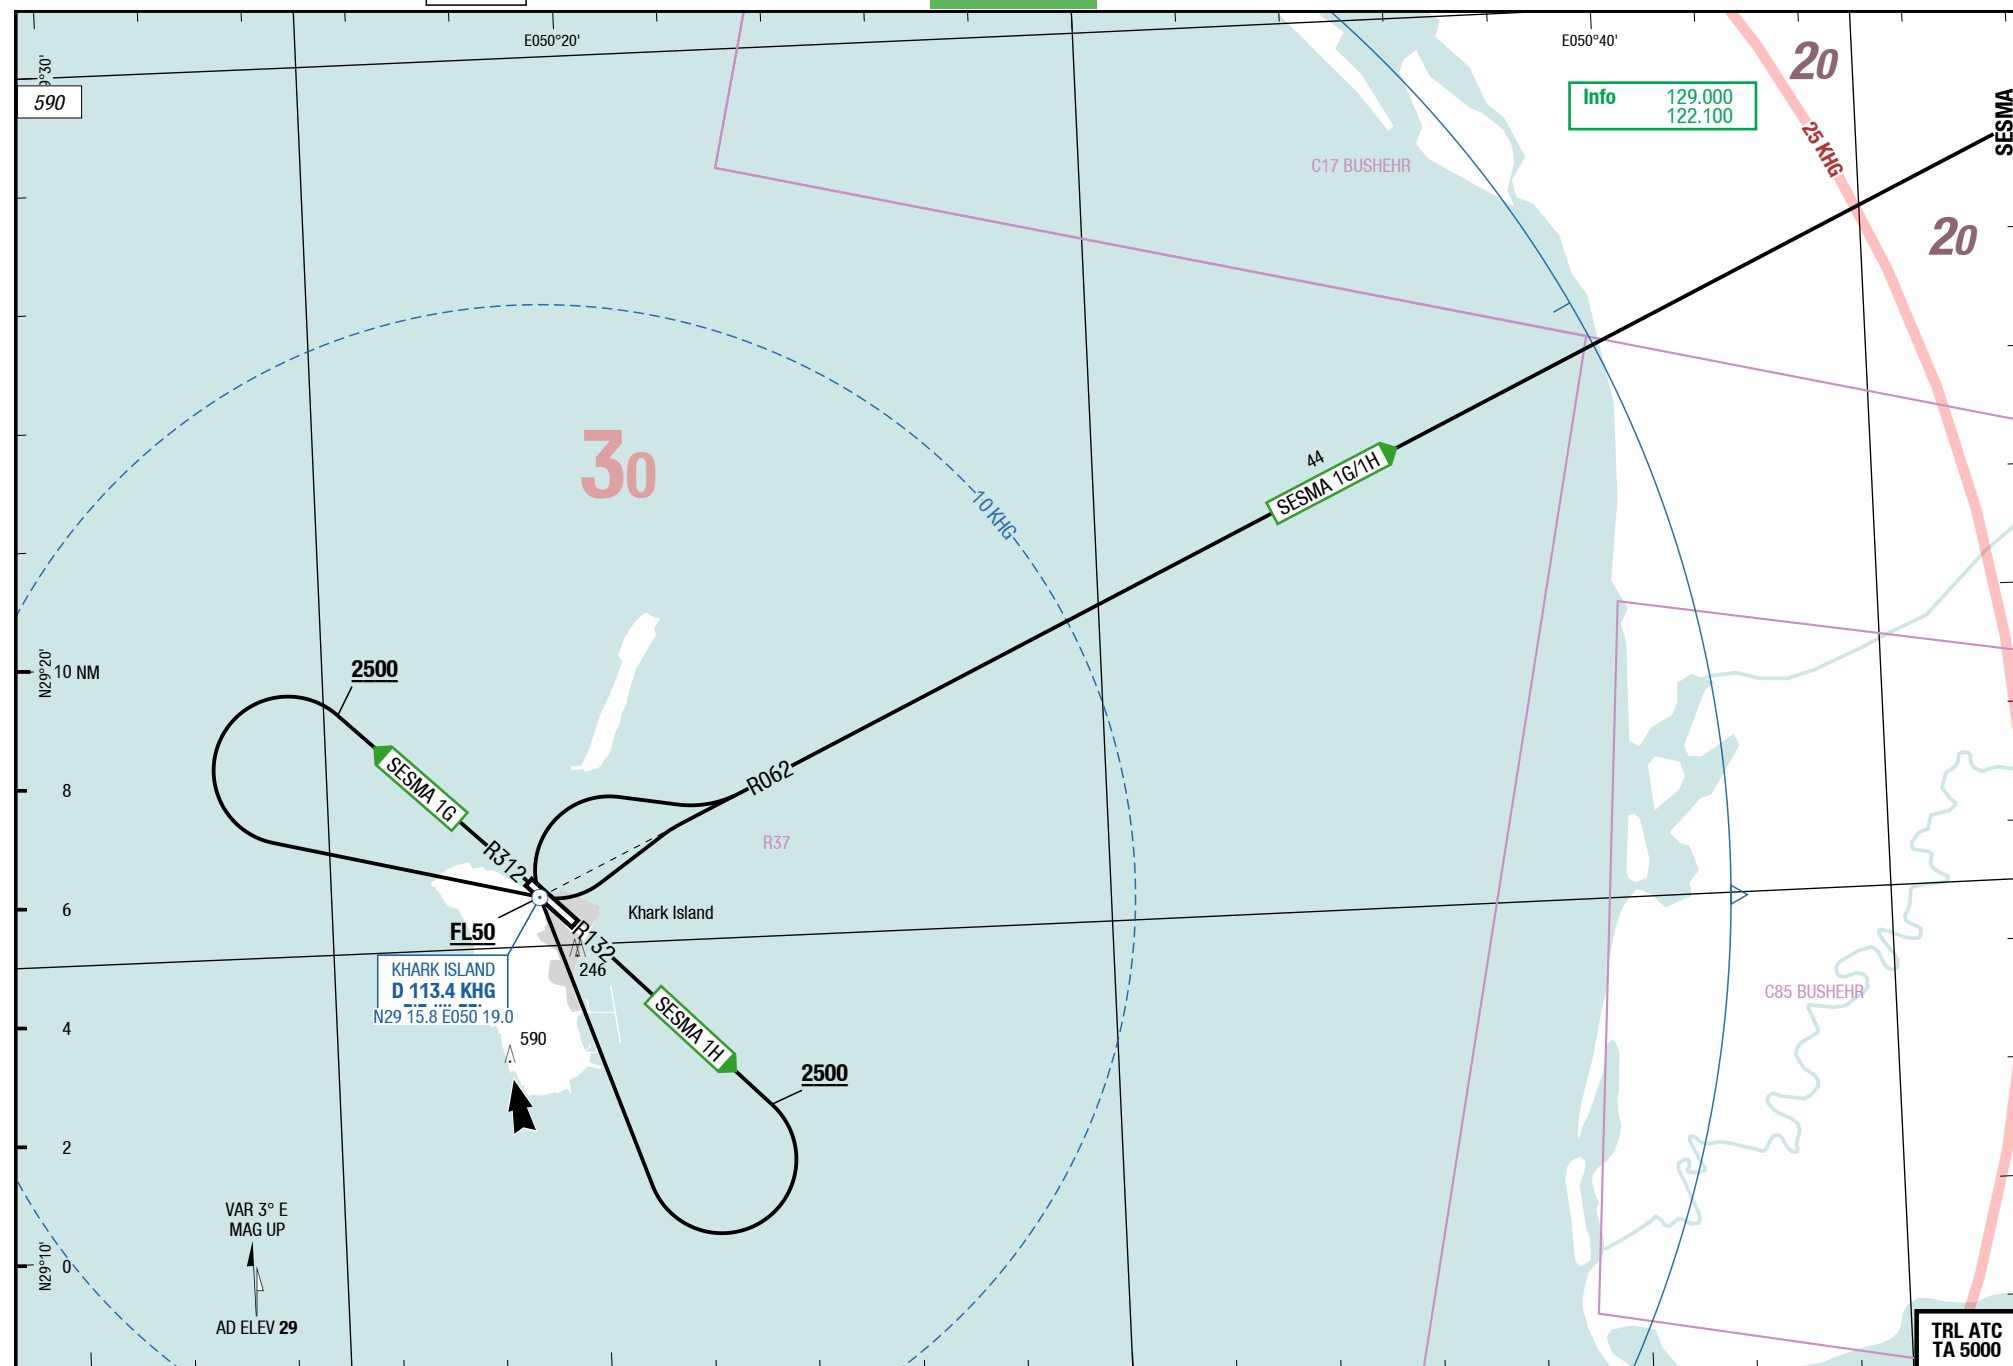 E050°20'
E050°40'
9°30'
590
20
Info 129.000
122.100
SESMA
25 KHG
C17 BUSHEHR
20
30
10 KHG
44
SESMA 1G/1H
N29°20'
10 NM
2500
SESMA 1G
R062
8
R312
R37
6
FL50
Khark Island
R132
KHARK ISLAND
D 113.4 KHG
N29 15.8 E050 19.0
246
C85 BUSHEHR
4
590
SESMA 1H
2500
2
VAR 3° E
MAG UP
N29°10'
0
AD ELEV 29
TRL ATC
TA 5000